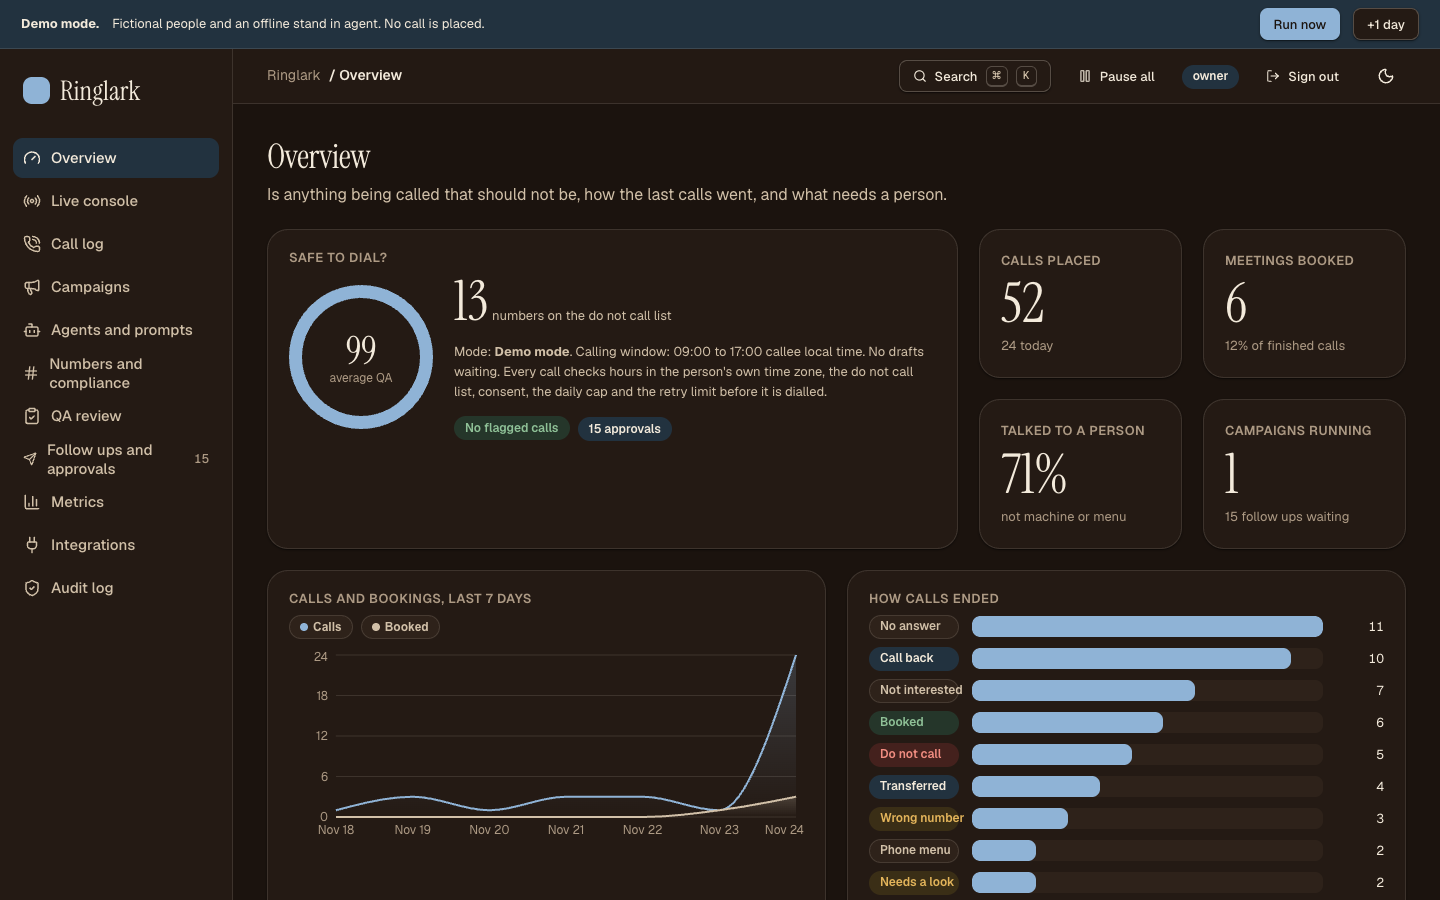 Demo mode. Fictional people and an offline stand in agent. No call is placed.
Run now
+1 day
Ringlark
Ringlark / Overview
Search ⌘ K
Pause all
owner
Sign out
Overview
Live console
Call log
Campaigns
Agents and prompts
Numbers and
compliance
QA review
Follow ups and
approvals
15
Metrics
Integrations
Audit log
Overview
Is anything being called that should not be, how the last calls went, and what needs a person.
SAFE TO DIAL?
99
average QA
13 numbers on the do not call list
Mode: Demo mode. Calling window: 09:00 to 17:00 callee local time. No drafts
waiting. Every call checks hours in the person's own time zone, the do not call
list, consent, the daily cap and the retry limit before it is dialled.
No flagged calls
15 approvals
CALLS PLACED
52
24 today
MEETINGS BOOKED
6
12% of finished calls
TALKED TO A PERSON
71%
not machine or menu
CAMPAIGNS RUNNING
1
15 follow ups waiting
CALLS AND BOOKINGS, LAST 7 DAYS
Calls
Booked
24
18
12
6
0
Nov 18
Nov 19
Nov 20
Nov 21
Nov 22
Nov 23
Nov 24
HOW CALLS ENDED
No answer 11
Call back 10
Not interested 7
Booked 6
Do not call 5
Transferred 4
Wrong number 3
Phone menu 2
Needs a look 2